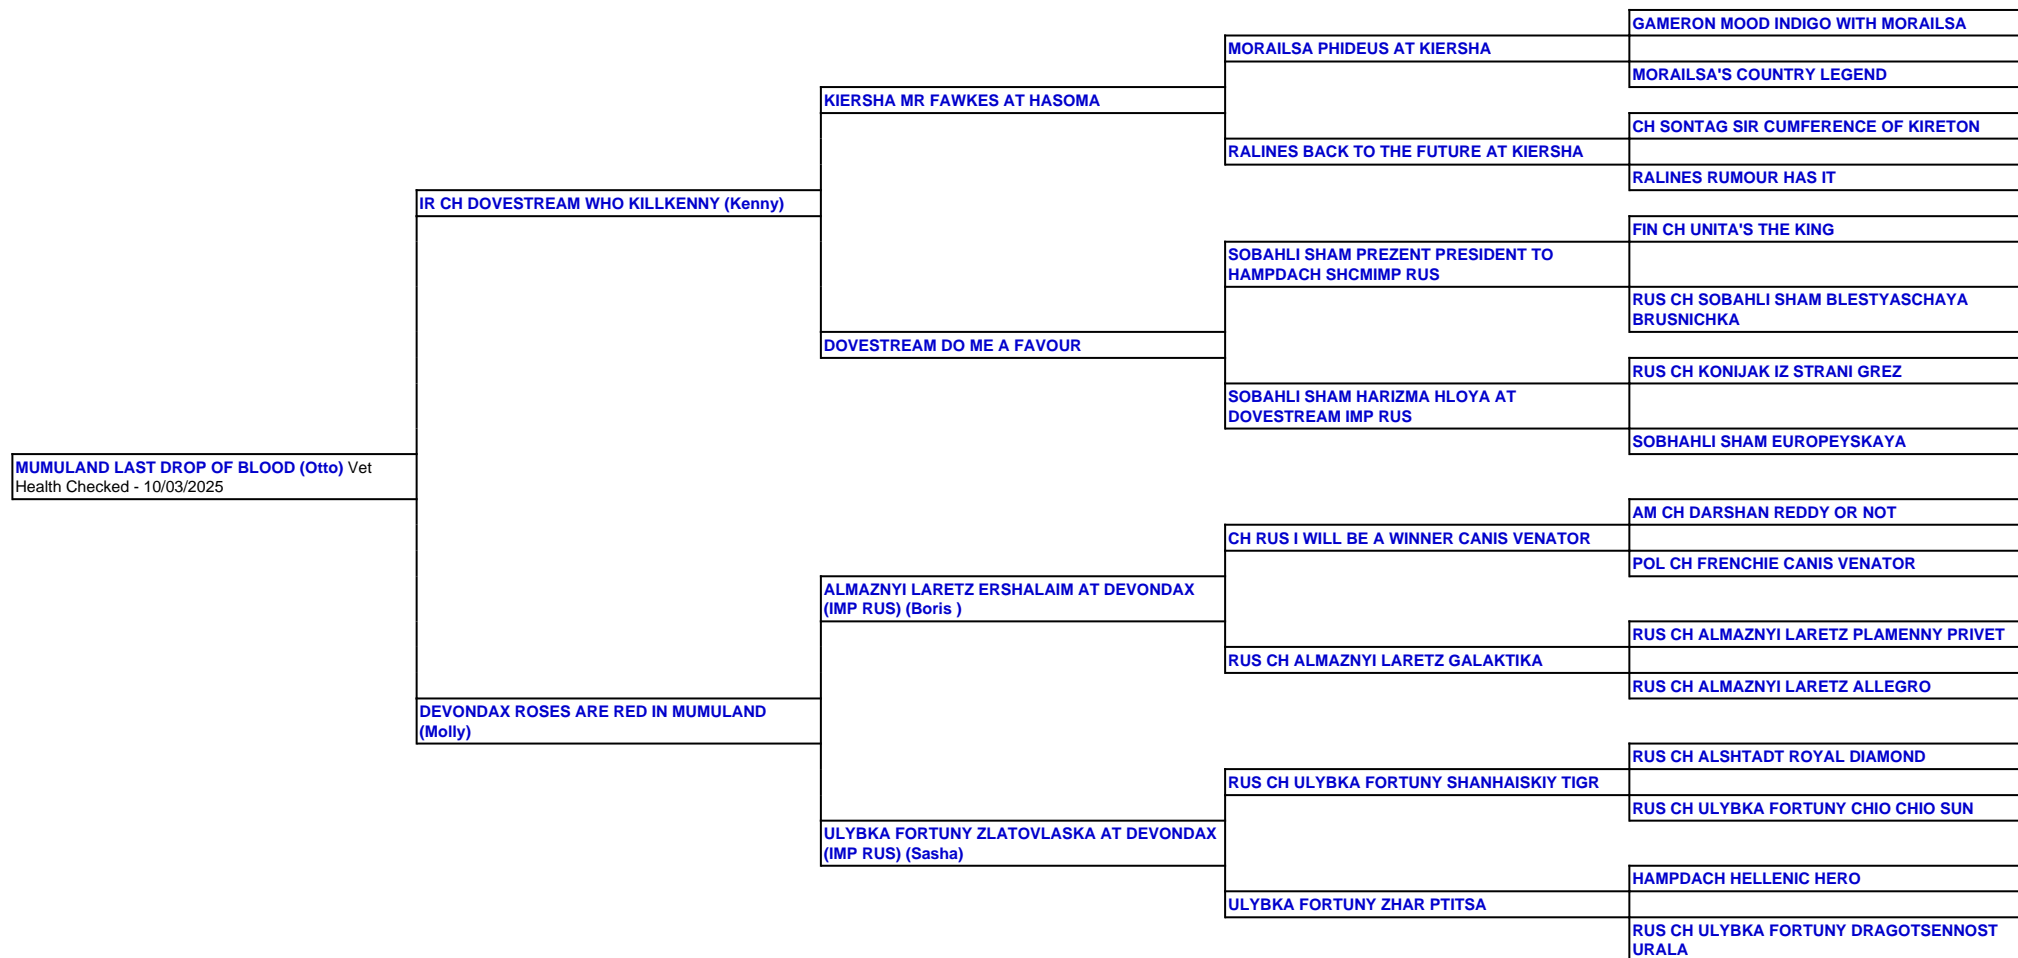 GAMERON MOOD INDIGO WITH MORAILSA
MORAILSA PHIDEUS AT KIERSHA
MORAILSA'S COUNTRY LEGEND
KIERSHA MR FAWKES AT HASOMA
CH SONTAG SIR CUMFERENCE OF KIRETON
RALINES BACK TO THE FUTURE AT KIERSHA
RALINES RUMOUR HAS IT
IR CH DOVESTREAM WHO KILLKENNY (Kenny)
FIN CH UNITA'S THE KING
SOBAHLI SHAM PREZENT PRESIDENT TO
HAMPDACH SHCMIMP RUS
RUS CH SOBAHLI SHAM BLESTYASCHAYA
BRUSNICHKA
DOVESTREAM DO ME A FAVOUR
RUS CH KONIJAK IZ STRANI GREZ
SOBAHLI SHAM HARIZMA HLOYA AT
DOVESTREAM IMP RUS
SOBHAHLI SHAM EUROPEYSKAYA
MUMULAND LAST DROP OF BLOOD (Otto) Vet
Health Checked - 10/03/2025
AM CH DARSHAN REDDY OR NOT
CH RUS I WILL BE A WINNER CANIS VENATOR
POL CH FRENCHIE CANIS VENATOR
ALMAZNYI LARETZ ERSHALAIM AT DEVONDAX
(IMP RUS) (Boris )
RUS CH ALMAZNYI LARETZ PLAMENNY PRIVET
RUS CH ALMAZNYI LARETZ GALAKTIKA
RUS CH ALMAZNYI LARETZ ALLEGRO
DEVONDAX ROSES ARE RED IN MUMULAND
(Molly)
RUS CH ALSHTADT ROYAL DIAMOND
RUS CH ULYBKA FORTUNY SHANHAISKIY TIGR
RUS CH ULYBKA FORTUNY CHIO CHIO SUN
ULYBKA FORTUNY ZLATOVLASKA AT DEVONDAX
(IMP RUS) (Sasha)
HAMPDACH HELLENIC HERO
ULYBKA FORTUNY ZHAR PTITSA
RUS CH ULYBKA FORTUNY DRAGOTSENNOST
URALA